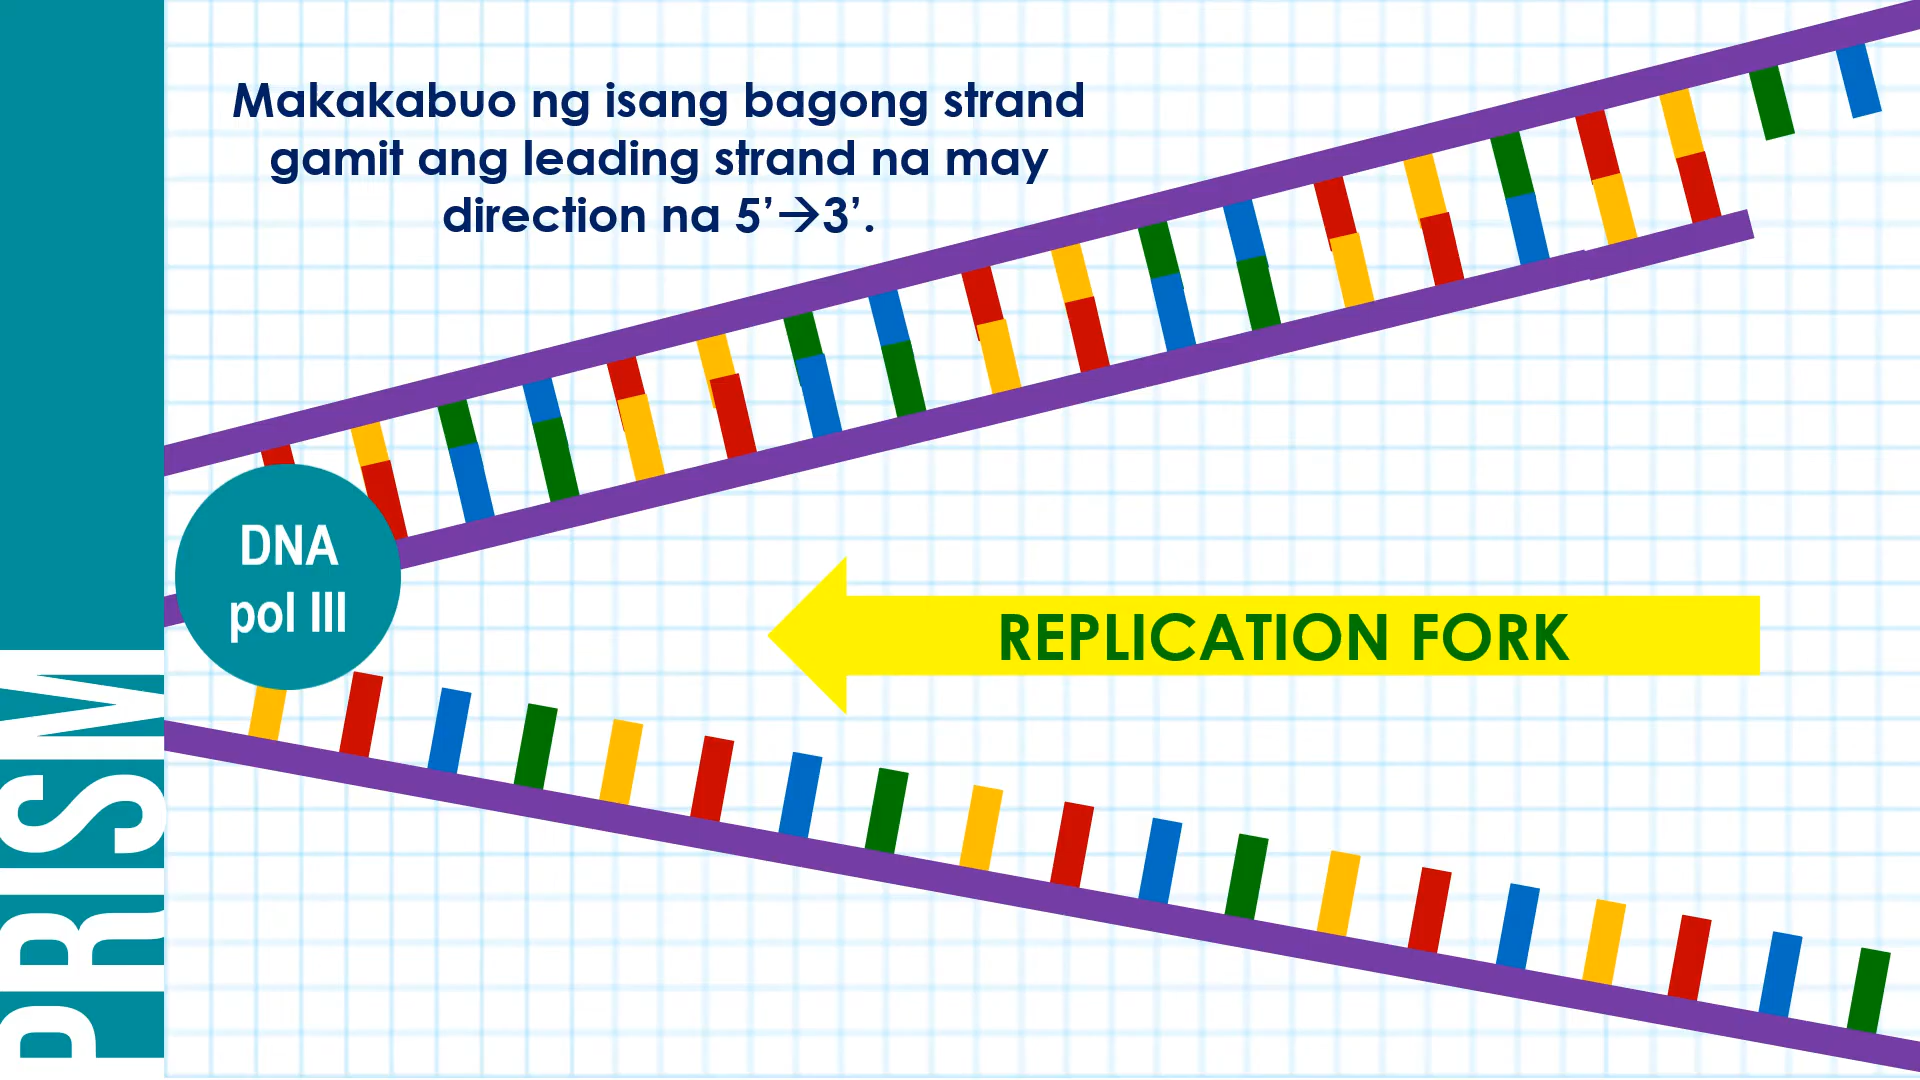 Makakabuo ng isang bagong strand
gamit ang leading strand na may
direction na 5’→3’.
DNA
pol III
REPLICATION FORK
PRISM